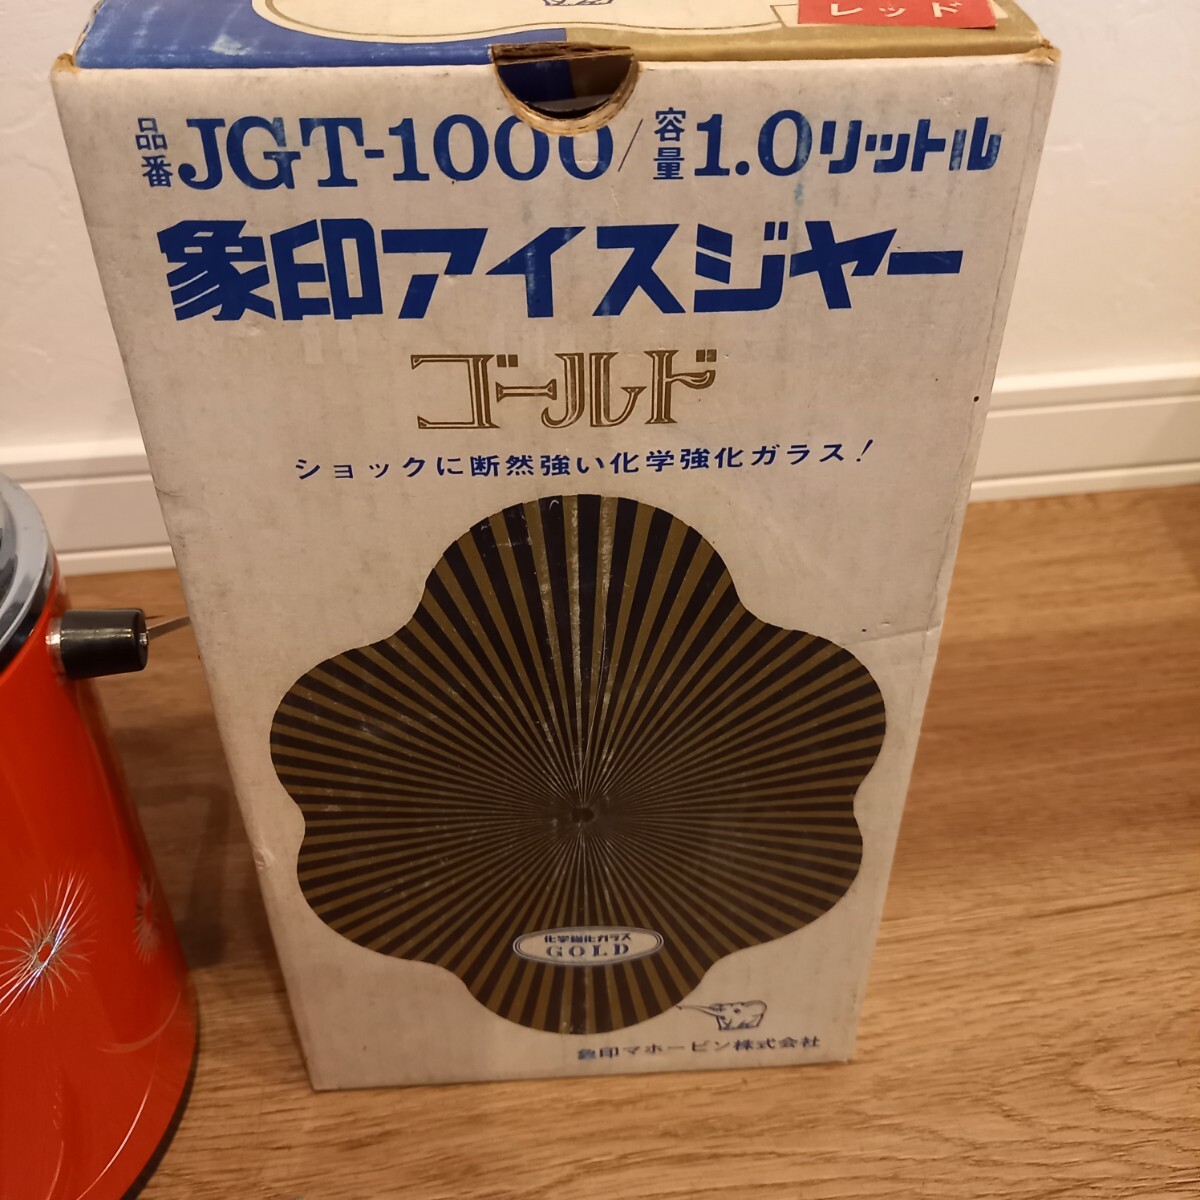 レッド
品番 JGT-1000/容量 1.0リットル
象印アイスジャー
ゴールド
ショックに断然強い化学強化ガラス!
化学強化ガラス
GOLD
象印マホービン株式会社